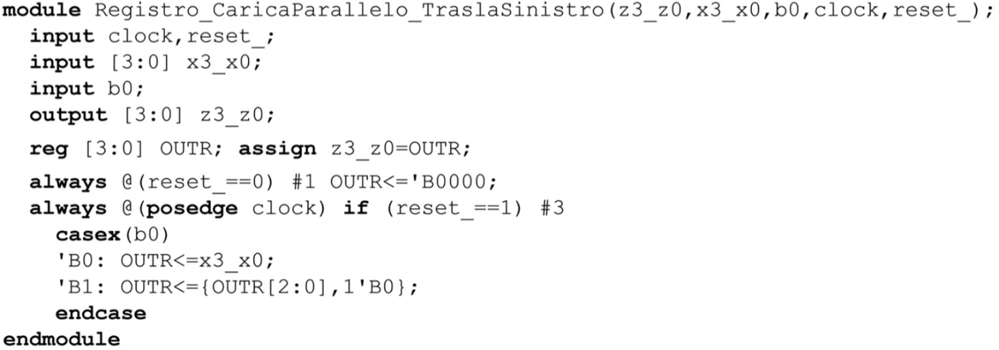 module Registro_CaricaParallelo_TraslaSinistro(z3_z0,x3_x0,b0,clock,reset_);
input clock,reset_;
input [3:0] x3_x0;
input b0;
output [3:0] z3_z0;
reg [3:0] OUTR; assign z3_z0=OUTR;
always @(reset_==0) #1 OUTR<='B0000;
always @(posedge clock) if (reset_==1) #3
casex(b0)
'B0: OUTR<=x3_x0;
'B1: OUTR<={OUTR[2:0],1'B0};
endcase
endmodule